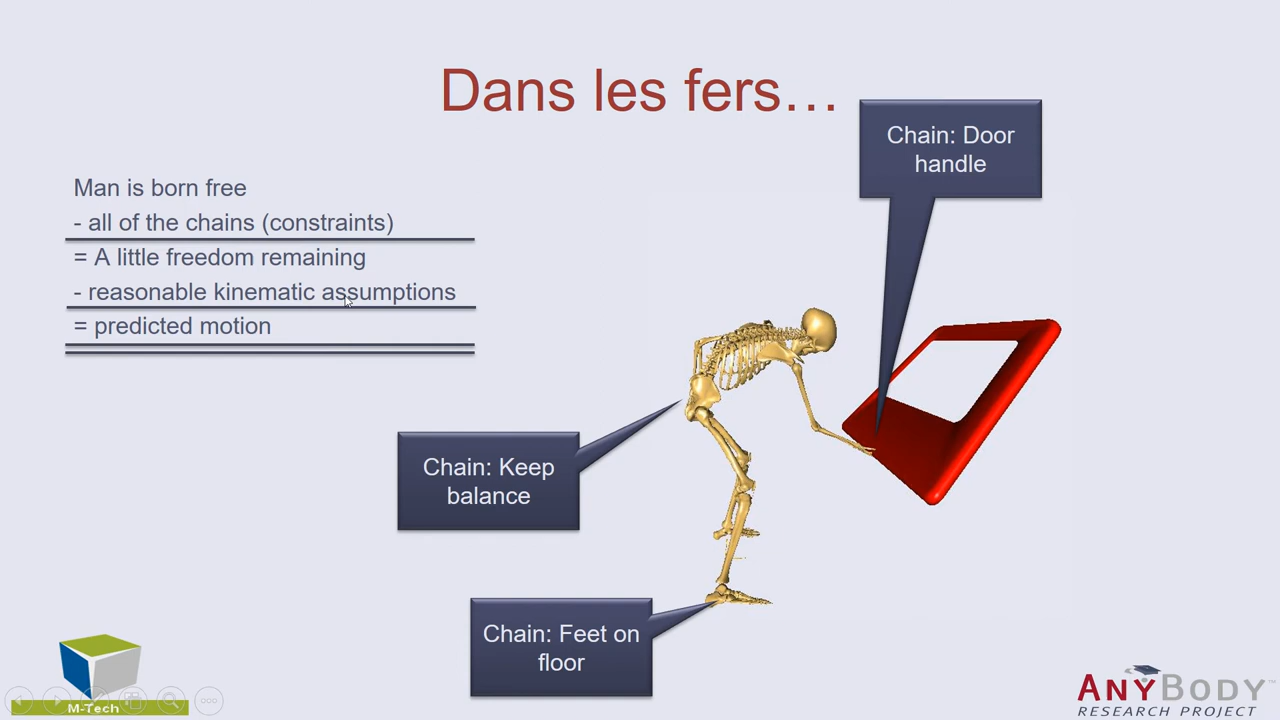 Dans les fers…
Chain: Door
handle
Man is born free
- all of the chains (constraints)
= A little freedom remaining
- reasonable kinematic assumptions
= predicted motion
Chain: Keep
balance
Chain: Feet on
floor
M-Tech
ANYBODY™
RESEARCH PROJECT